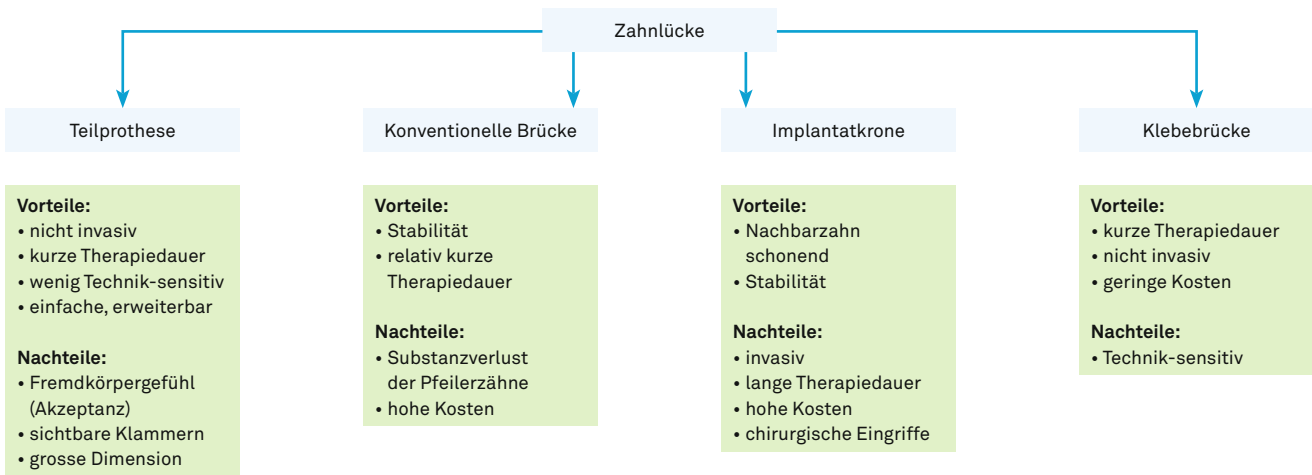 Zahnlücke
Teilprothese
Konventionelle Brücke
Implantatkrone
Klebebrücke
Vorteile:
• nicht invasiv
• kurze Therapiedauer
• wenig Technik-sensitiv
• einfache, erweiterbar
Nachteile:
• Fremdkörpergefühl
(Akzeptanz)
• sichtbare Klammern
• grosse Dimension
Vorteile:
• Stabilität
• relativ kurze
Therapiedauer
Nachteile:
• Substanzverlust
der Pfeilerzähne
• hohe Kosten
Vorteile:
• Nachbarzahn
schonend
• Stabilität
Nachteile:
• invasiv
• lange Therapiedauer
• hohe Kosten
• chirurgische Eingriffe
Vorteile:
• kurze Therapiedauer
• nicht invasiv
• geringe Kosten
Nachteile:
• Technik-sensitiv